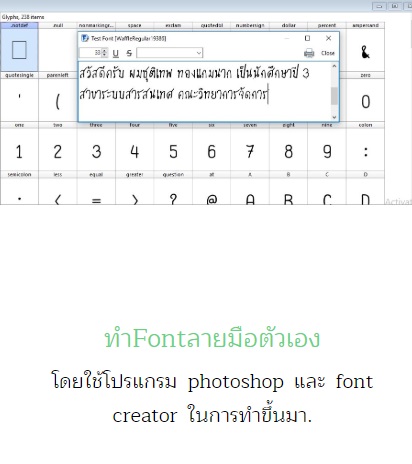 Glyphs, 238 items
.notdef .null nonmarkingr... space exclam quotedbl numbersign dollar percent ampersand
Test Font [WaffleRegular19388]
33 U S Close
สวัสดีครับ ผมชุติเทพ ทองแกมนาก เป็นนักศึกษาปี 3
สาขาระบบสารสนเทศ คณะวิทยาการจัดการ
&
quotesingle parenleft zero
' ( 0
one two three four five six seven eight nine colon
1 2 3 4 5 6 7 8 9 :
semicolon less equal greater question at A B C D
; < = > ? @ A B C D
ทำFontลายมือตัวเอง
โดยใช้โปรแกรม photoshop และ font
creator ในการทำขึ้นมา.